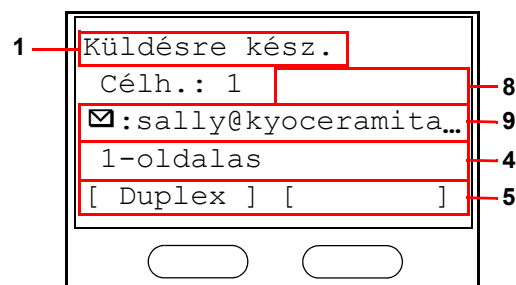 1 Küldésre kész.
Célh.: 1 8
:sally@kyoceramita… 9
1-oldalas 4
[ Duplex ] [ ] 5